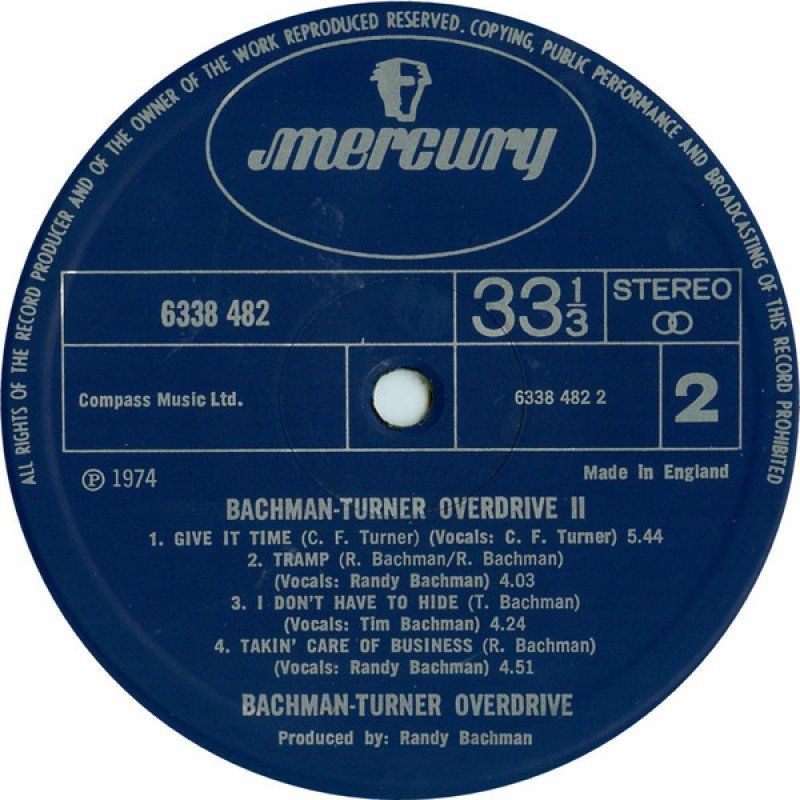 ALL RIGHTS OF THE RECORD PRODUCER AND OF THE OWNER OF THE WORK REPRODUCED RESERVED. COPYING, PUBLIC PERFORMANCE AND BROADCASTING OF THIS RECORD PROHIBITED
mercury
6338 482
33 1/3
STEREO
Compass Music Ltd.
6338 482 2
2
Ⓟ 1974
Made In England
BACHMAN-TURNER OVERDRIVE II
1. GIVE IT TIME (C. F. Turner) (Vocals: C. F. Turner) 5.44
2. TRAMP (R. Bachman/R. Bachman)
(Vocals: Randy Bachman) 4.03
3. I DON'T HAVE TO HIDE (T. Bachman)
(Vocals: Tim Bachman) 4.24
4. TAKIN' CARE OF BUSINESS (R. Bachman)
(Vocals: Randy Bachman) 4.51
BACHMAN-TURNER OVERDRIVE
Produced by: Randy Bachman